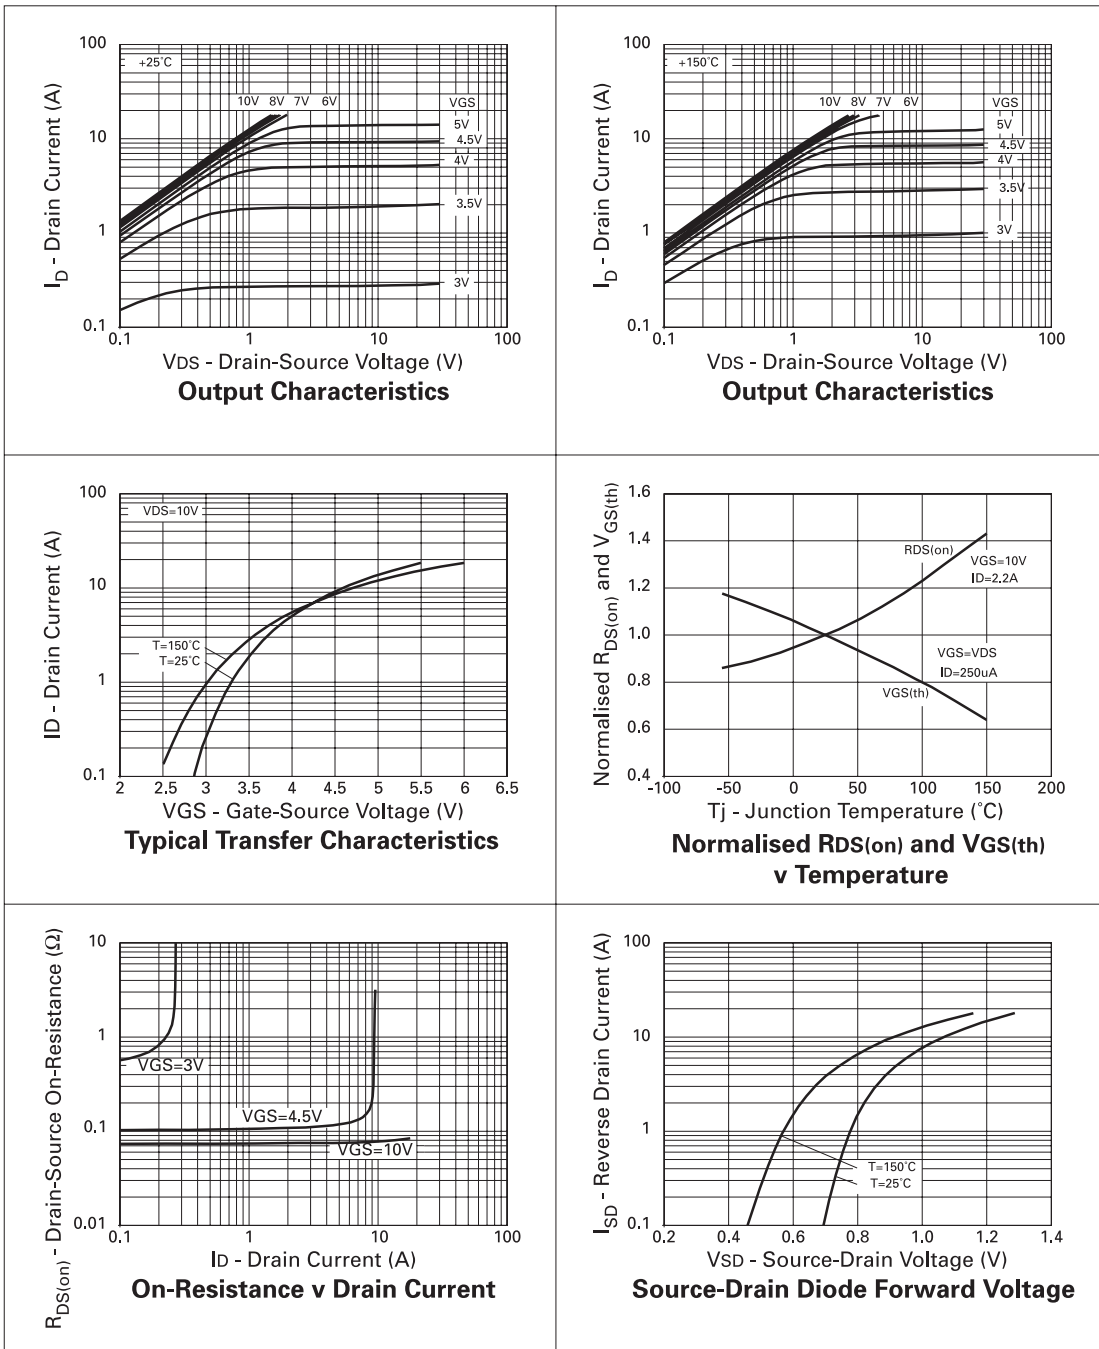 100
10
1
0.1
ID - Drain Current (A)
+25°C
10V 8V 7V 6V VGS
5V
4.5V
4V
3.5V
3V
0.1 1 10 100
VDS - Drain-Source Voltage (V)
Output Characteristics
100
10
1
0.1
ID - Drain Current (A)
+150°C
10V 8V 7V 6V VGS
5V
4.5V
4V
3.5V
3V
0.1 1 10 100
VDS - Drain-Source Voltage (V)
Output Characteristics
100
10
1
0.1
ID - Drain Current (A)
VDS=10V
T=150°C
T=25°C
2 2.5 3 3.5 4 4.5 5 5.5 6 6.5
VGS - Gate-Source Voltage (V)
Typical Transfer Characteristics
1.6
1.4
1.2
1.0
0.8
0.6
0.4
Normalised RDS(on) and VGS(th)
RDS(on)
VGS=10V
ID=2.2A
VGS=VDS
ID=250uA
VGS(th)
-100 -50 0 50 100 150 200
Tj - Junction Temperature (°C)
Normalised RDS(on) and VGS(th)
v Temperature
10
1
0.1
0.01
RDS(on) - Drain-Source On-Resistance (Ω)
VGS=3V
VGS=4.5V
VGS=10V
0.1 1 10 100
ID - Drain Current (A)
On-Resistance v Drain Current
100
10
1
0.1
ISD - Reverse Drain Current (A)
T=150°C
T=25°C
0.2 0.4 0.6 0.8 1.0 1.2 1.4
VSD - Source-Drain Voltage (V)
Source-Drain Diode Forward Voltage